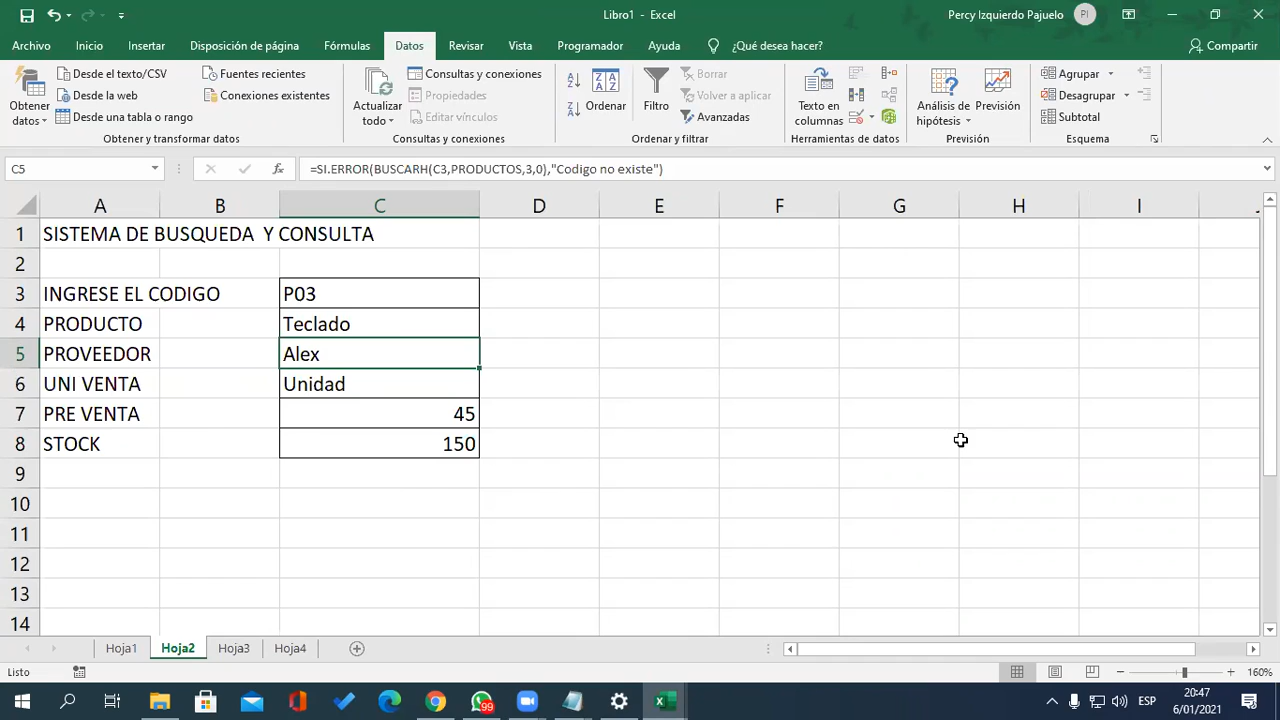 Libro1 - Excel
Percy Izquierdo Pajuelo
PI
Archivo
Inicio
Insertar
Disposición de página
Fórmulas
Datos
Revisar
Vista
Programador
Ayuda
¿Qué desea hacer?
Compartir
Obtener datos
Desde el texto/CSV
Desde la web
Desde una tabla o rango
Fuentes recientes
Conexiones existentes
Obtener y transformar datos
Actualizar todo
Consultas y conexiones
Propiedades
Editar vínculos
Consultas y conexiones
Ordenar
Filtro
Borrar
Volver a aplicar
Avanzadas
Ordenar y filtrar
Texto en columnas
Herramientas de datos
Análisis de hipótesis
Previsión
Previsión
Agrupar
Desagrupar
Subtotal
Esquema
C5
=SI.ERROR(BUSCARH(C3,PRODUCTOS,3,0),"Codigo no existe")
A B C D E F G H I
1 SISTEMA DE BUSQUEDA Y CONSULTA
2
3 INGRESE EL CODIGO P03
4 PRODUCTO Teclado
5 PROVEEDOR Alex
6 UNI VENTA Unidad
7 PRE VENTA 45
8 STOCK 150
9
10
11
12
13
14
Hoja1 Hoja2 Hoja3 Hoja4
Listo
160%
99
ESP
20:47
6/01/2021